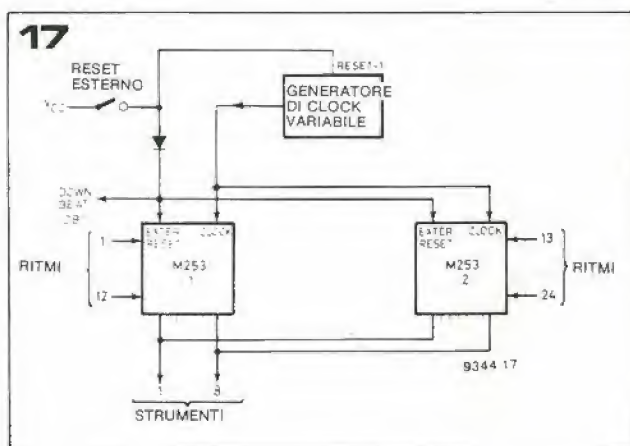 17
RESET
ESTERNO
RESET-1
GENERATORE
DI CLOCK
VARIABILE
DOWN
BEAT
EXTER
RESET
CLOCK
EXTER
RESET
CLOCK
1
M253
1
M253
2
13
RITMI
RITMI
12
24
9344 17
1
8
STRUMENTI